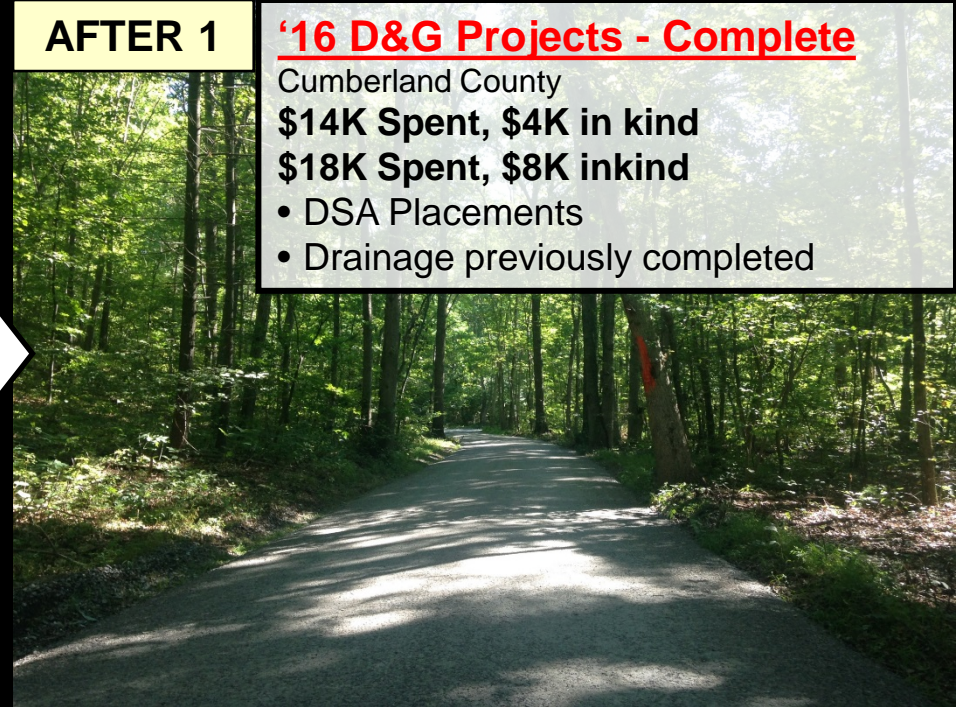 AFTER 1
‘16 D&G Projects - Complete
Cumberland County
$14K Spent, $4K in kind
$18K Spent, $8K inkind
• DSA Placements
• Drainage previously completed